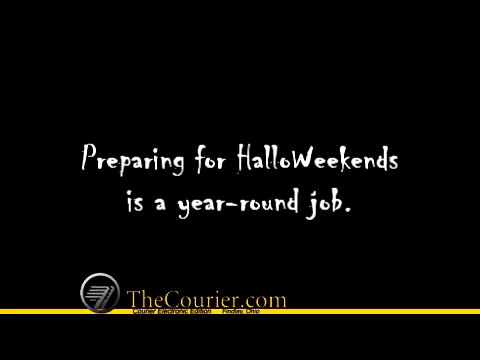 Preparing for HalloWeekends
is a year-round job.
TheCourier.com
Courier Electronic Edition Findlay, Ohio